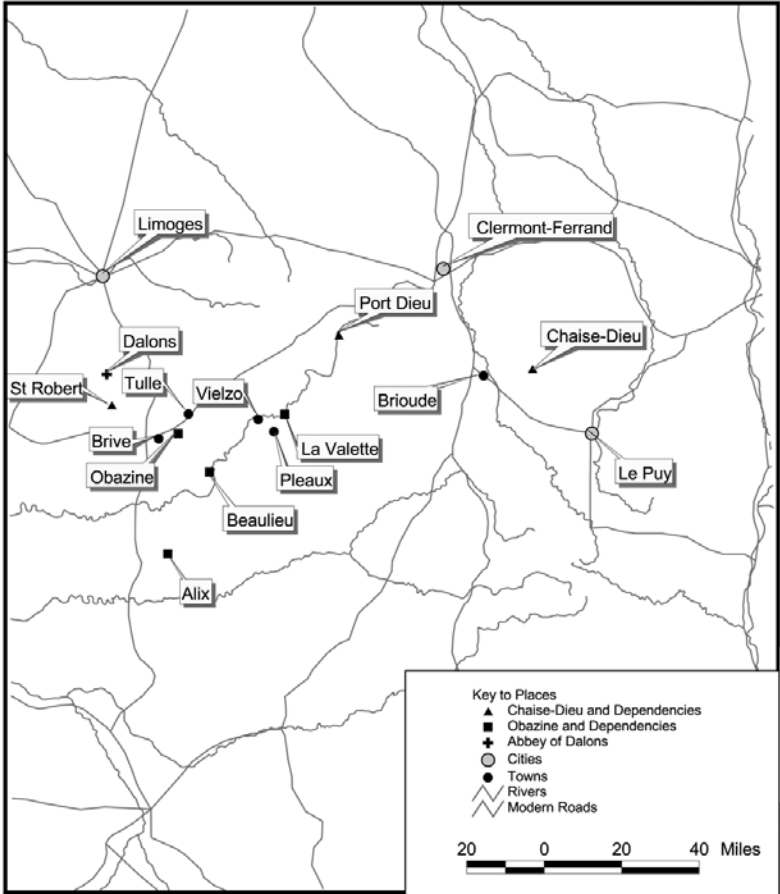 Limoges
Clermont-Ferrand
Port Dieu
Dalons
Chaise-Dieu
St Robert
Tulle
Vielzo
Brioude
Brive
La Valette
Obazine
Pleaux
Le Puy
Beaulieu
Alix
Key to Places
Chaise-Dieu and Dependencies
Obazine and Dependencies
Abbey of Dalons
Cities
Towns
Rivers
Modern Roads
20 0 20 40 Miles